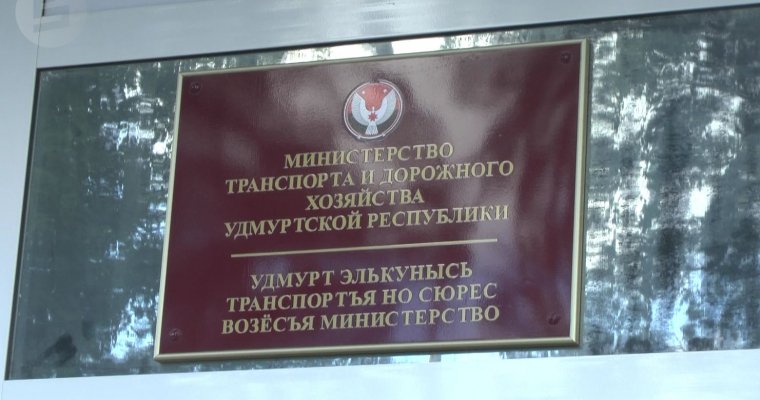 МИНИСТЕРСТВО
ТРАНСПОРТА И ДОРОЖНОГО
ХОЗЯЙСТВА
УДМУРТСКОЙ РЕСПУБЛИКИ
УДМУРТ ЭЛЬКУНЫСЬ
ТРАНСПОРТЪЯ НО СЮРЕС
ВОЗЁСЪЯ МИНИСТЕРСТВО